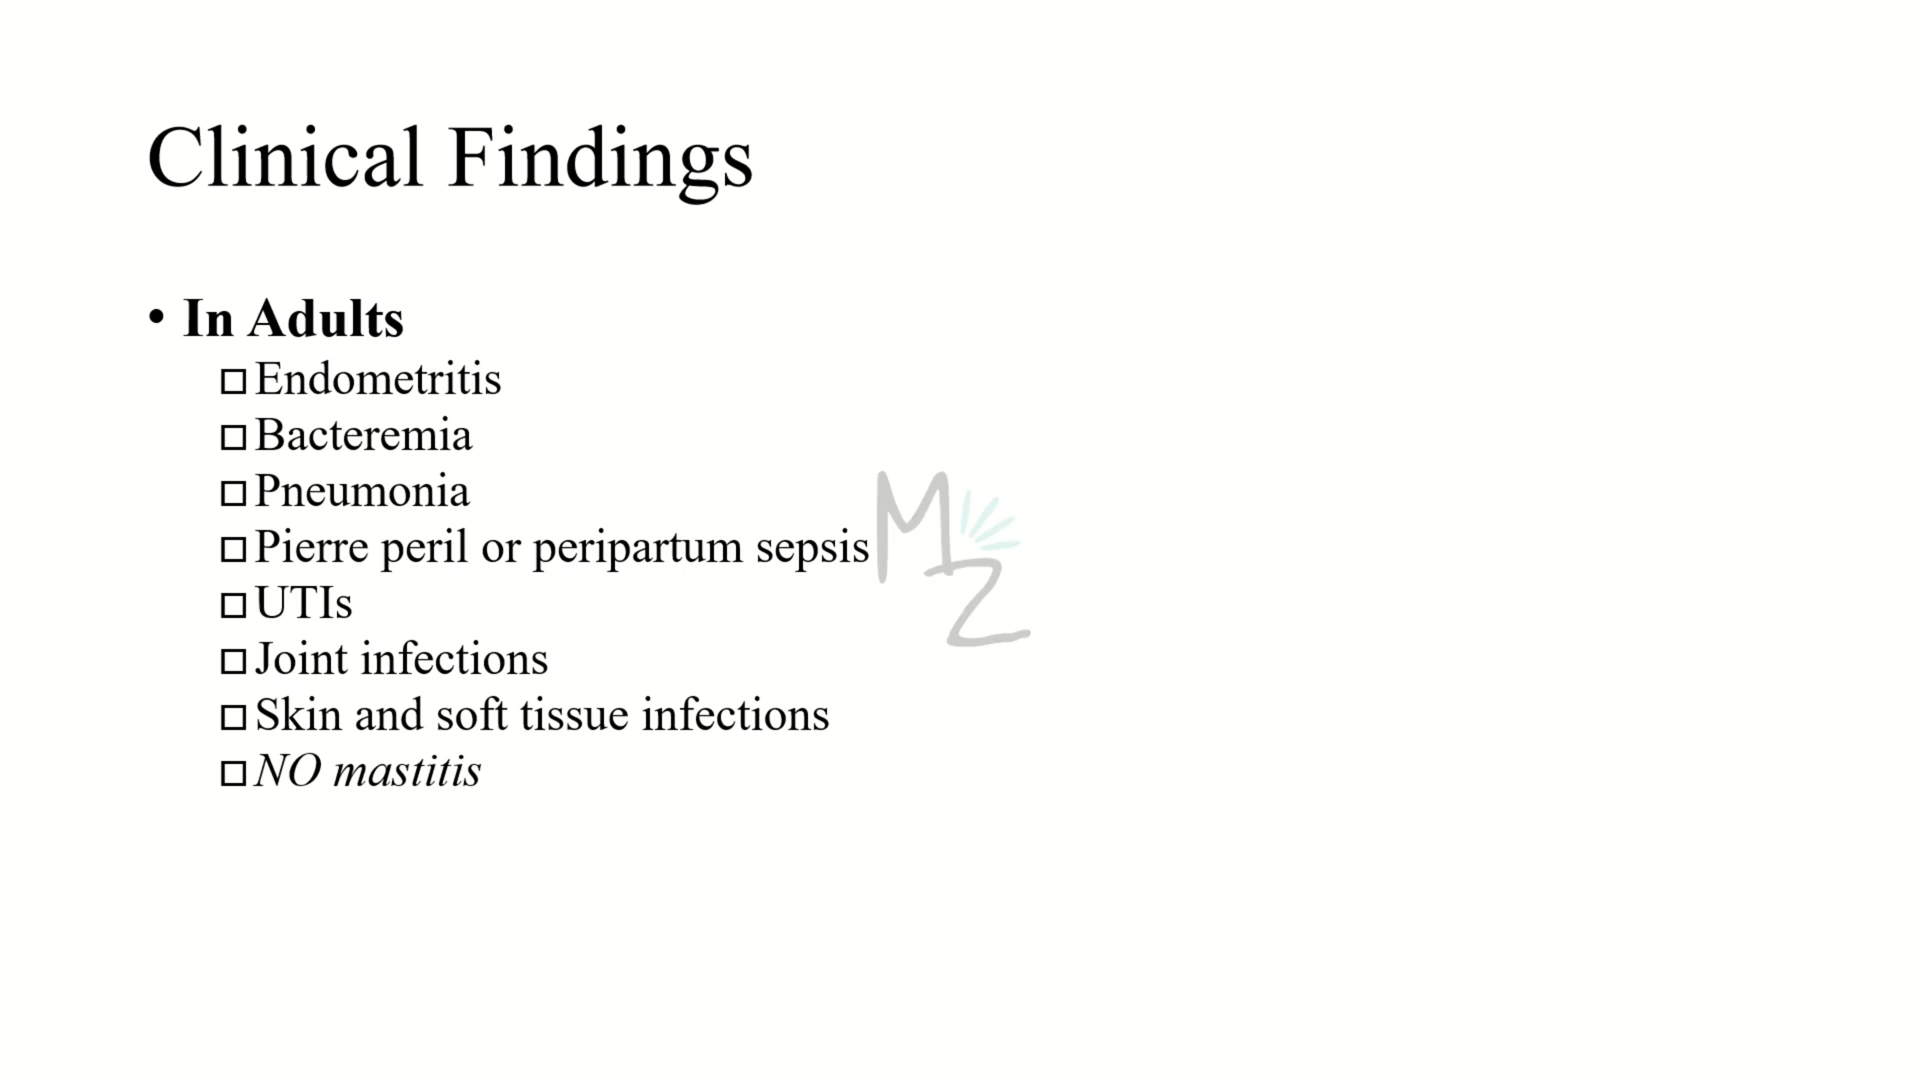 Clinical Findings
• In Adults
□ Endometritis
□ Bacteremia
□ Pneumonia
□ Pierre peril or peripartum sepsis
□ UTIs
□ Joint infections
□ Skin and soft tissue infections
□ NO mastitis
MZ